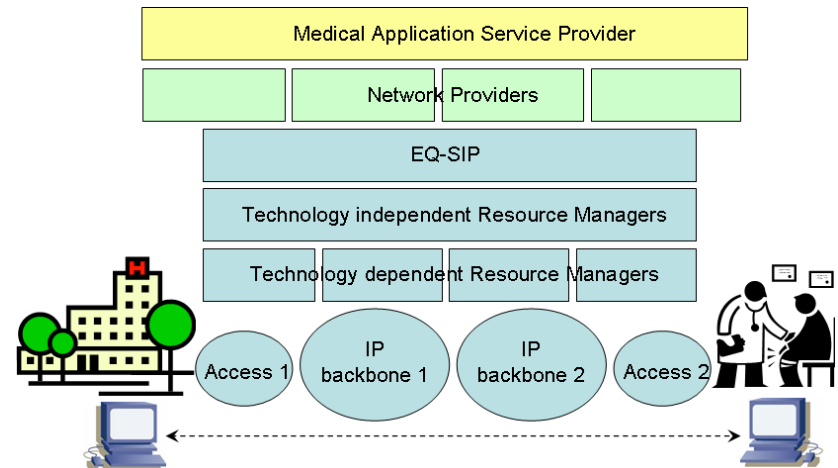 Medical Application Service Provider
Network Providers
EQ-SIP
Technology independent Resource Managers
Technology dependent Resource Managers
H
Access 1
IP
backbone 1
IP
backbone 2
Access 2